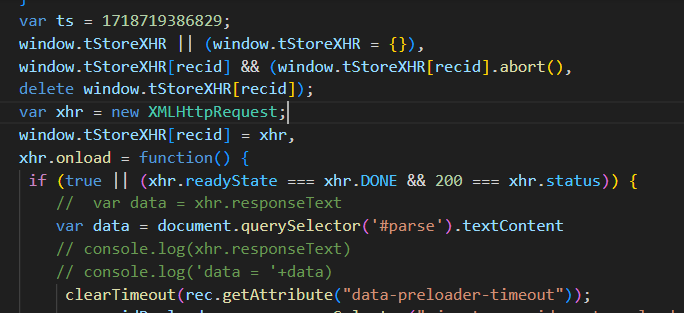 var ts = 1718719386829;
window.tStoreXHR || (window.tStoreXHR = {}),
window.tStoreXHR[recid] && (window.tStoreXHR[recid].abort(),
delete window.tStoreXHR[recid]);
var xhr = new XMLHttpRequest;
window.tStoreXHR[recid] = xhr,
xhr.onload = function() {
if (true || (xhr.readyState === xhr.DONE && 200 === xhr.status)) {
//  var data = xhr.responseText
var data = document.querySelector('#parse').textContent
// console.log(xhr.responseText)
// console.log('data = '+data)
clearTimeout(rec.getAttribute("data-preloader-timeout"));